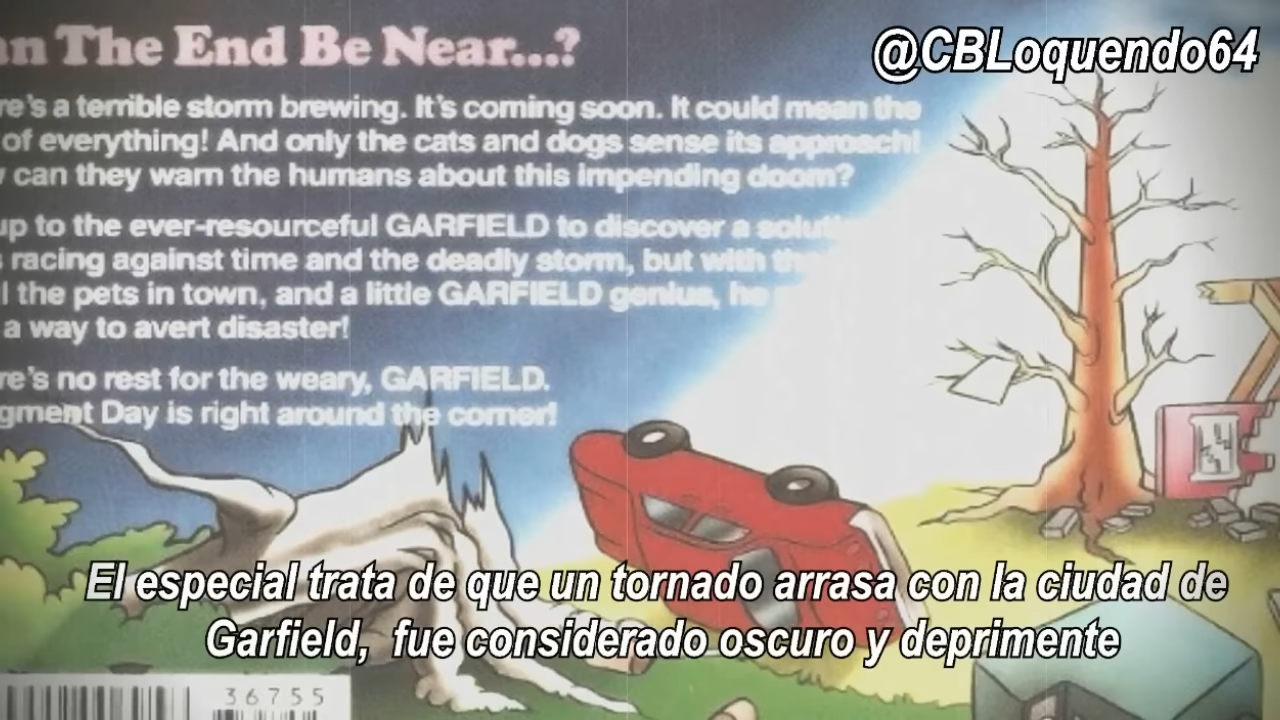 an The End Be Near...?
@CBLoquendo64
re's a terrible storm brewing. It's coming soon. It could mean the
of everything! And only the cats and dogs sense its approach!
can they warn the humans about this impending doom?
up to the ever-resourceful GARFIELD to discover a
racing against time and the deadly storm, but with
the pets in town, and a little GARFIELD genius, he
a way to avert disaster!
re's no rest for the weary, GARFIELD.
gment Day is right around the corner!
El especial trata de que un tornado arrasa con la ciudad de
Garfield, fue considerado oscuro y deprimente
36755